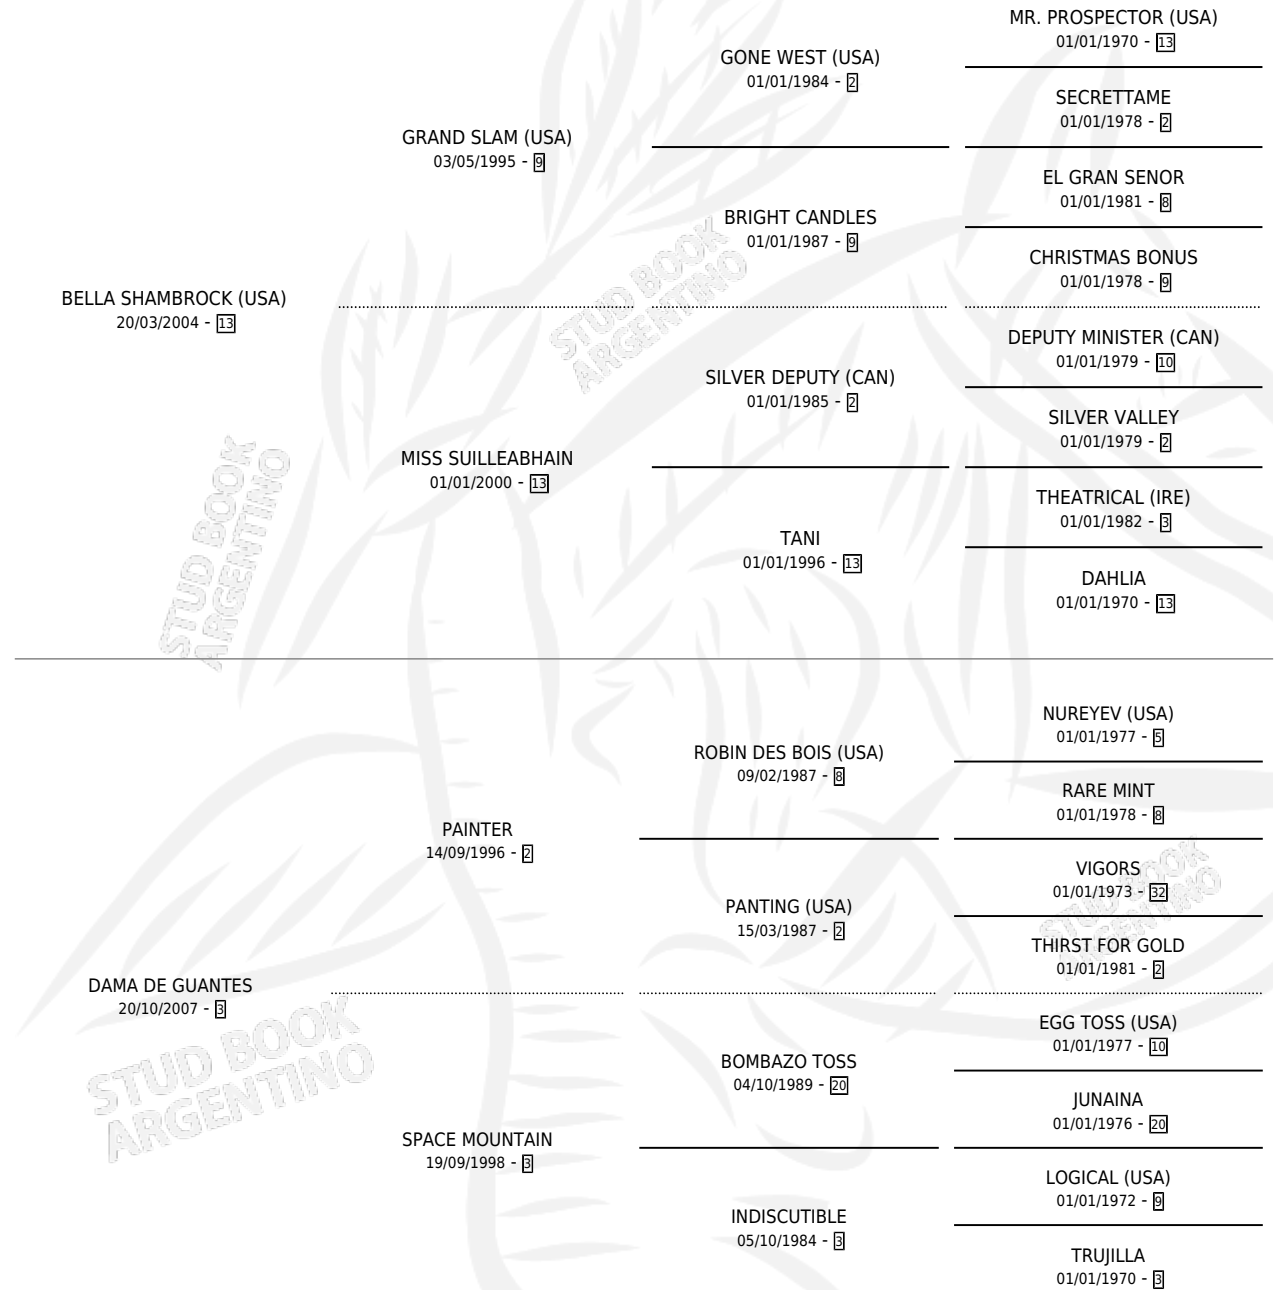 MR. PROSPECTOR (USA)
01/01/1970 - 13
GONE WEST (USA)
01/01/1984 - 2
SECRETTAME
01/01/1978 - 2
GRAND SLAM (USA)
03/05/1995 - 9
EL GRAN SENOR
01/01/1981 - 8
BRIGHT CANDLES
01/01/1987 - 9
CHRISTMAS BONUS
01/01/1978 - 9
BELLA SHAMBROCK (USA)
20/03/2004 - 13
DEPUTY MINISTER (CAN)
01/01/1979 - 10
SILVER DEPUTY (CAN)
01/01/1985 - 2
SILVER VALLEY
01/01/1979 - 2
MISS SUILLEABHAIN
01/01/2000 - 13
THEATRICAL (IRE)
01/01/1982 - 3
TANI
01/01/1996 - 13
DAHLIA
01/01/1970 - 13
STUD BOOK
ARGENTINO
STUD BOOK
ARGENTINO
NUREYEV (USA)
01/01/1977 - 5
ROBIN DES BOIS (USA)
09/02/1987 - 8
RARE MINT
01/01/1978 - 8
PAINTER
14/09/1996 - 2
VIGORS
01/01/1973 - 32
PANTING (USA)
15/03/1987 - 2
THIRST FOR GOLD
01/01/1981 - 2
STUD BOOK
ARGENTINO
DAMA DE GUANTES
20/10/2007 - 3
EGG TOSS (USA)
01/01/1977 - 10
BOMBAZO TOSS
04/10/1989 - 20
JUNAINA
01/01/1976 - 20
SPACE MOUNTAIN
19/09/1998 - 3
LOGICAL (USA)
01/01/1972 - 9
INDISCUTIBLE
05/10/1984 - 3
TRUJILLA
01/01/1970 - 3
STUD BOOK
ARGENTINO